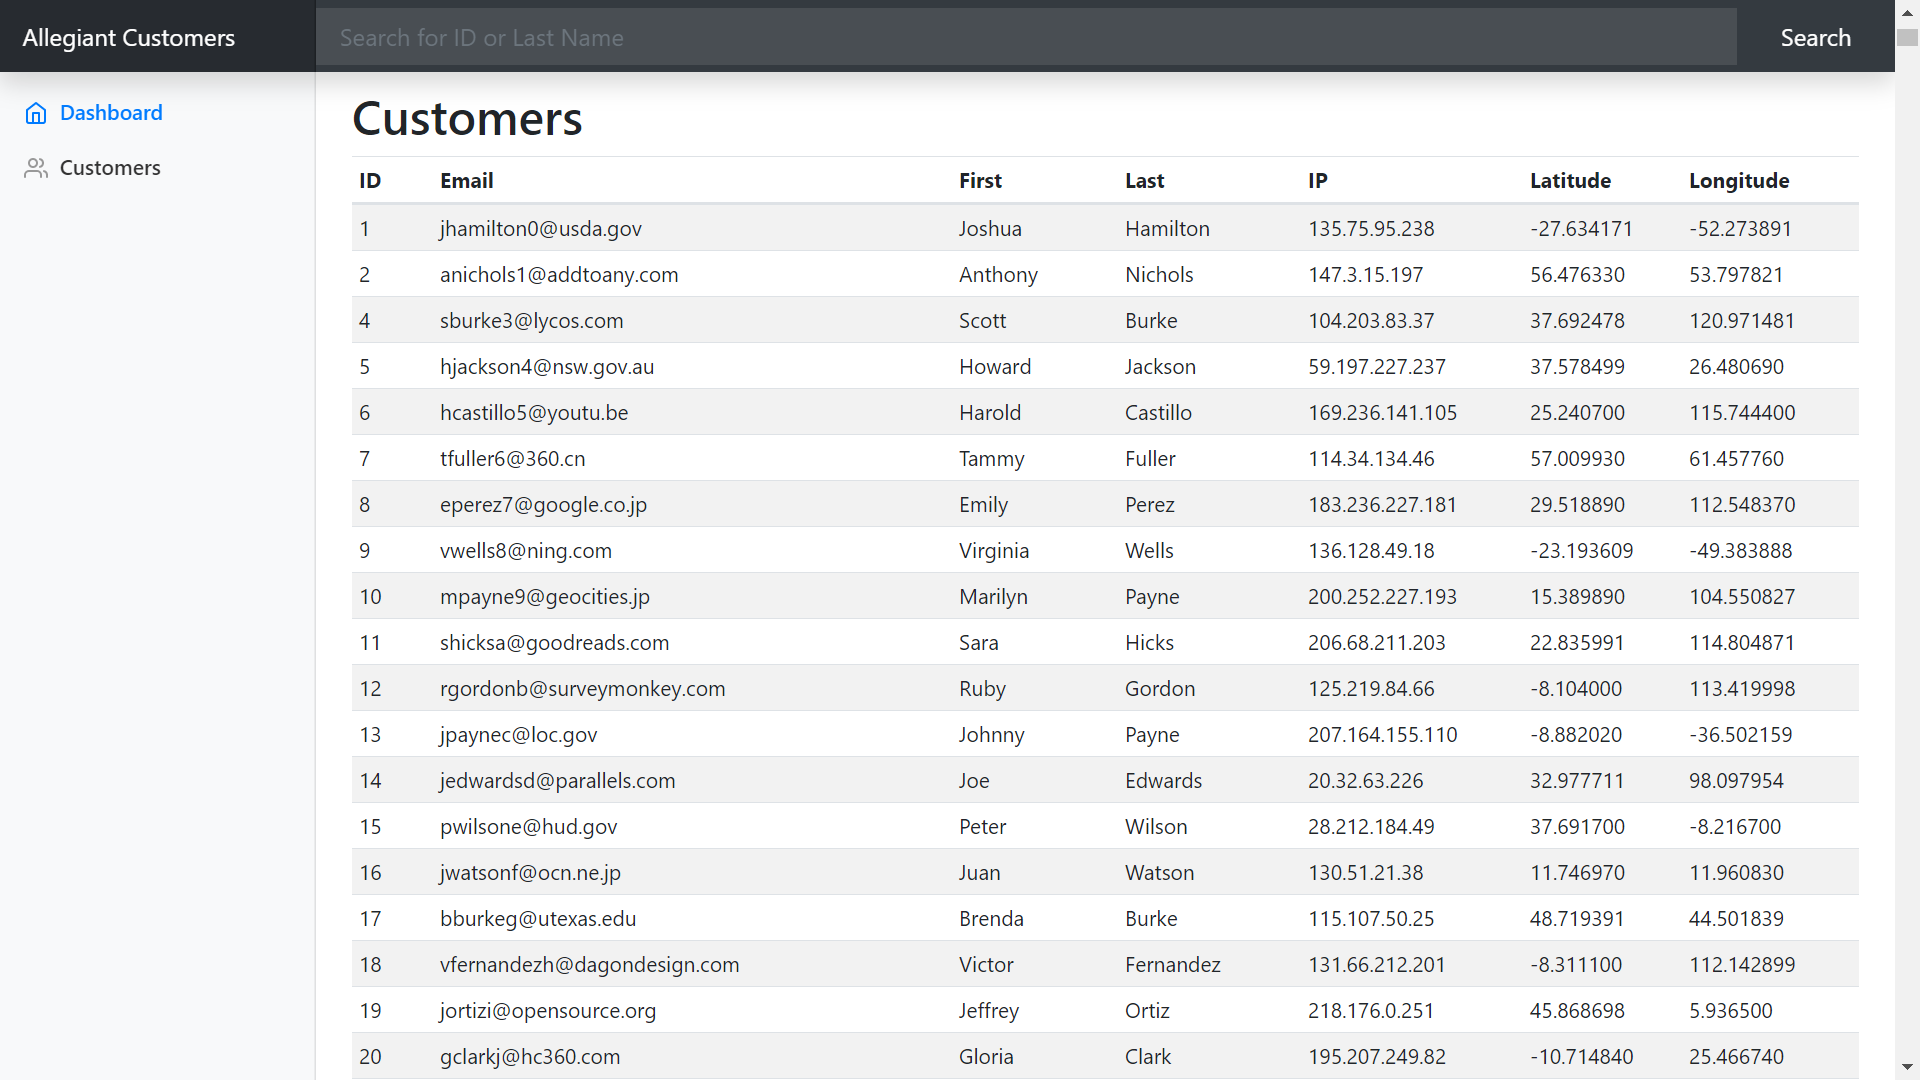 Allegiant Customers Search for ID or Last Name Search
Dashboard
Customers
Customers
ID Email First Last IP Latitude Longitude
1 jhamilton0@usda.gov Joshua Hamilton 135.75.95.238 -27.634171 -52.273891
2 anichols1@addtoany.com Anthony Nichols 147.3.15.197 56.476330 53.797821
4 sburke3@lycos.com Scott Burke 104.203.83.37 37.692478 120.971481
5 hjackson4@nsw.gov.au Howard Jackson 59.197.227.237 37.578499 26.480690
6 hcastillo5@youtu.be Harold Castillo 169.236.141.105 25.240700 115.744400
7 tfuller6@360.cn Tammy Fuller 114.34.134.46 57.009930 61.457760
8 eperez7@google.co.jp Emily Perez 183.236.227.181 29.518890 112.548370
9 vwells8@ning.com Virginia Wells 136.128.49.18 -23.193609 -49.383888
10 mpayne9@geocities.jp Marilyn Payne 200.252.227.193 15.389890 104.550827
11 shicksa@goodreads.com Sara Hicks 206.68.211.203 22.835991 114.804871
12 rgordonb@surveymonkey.com Ruby Gordon 125.219.84.66 -8.104000 113.419998
13 jpaynec@loc.gov Johnny Payne 207.164.155.110 -8.882020 -36.502159
14 jedwardsd@parallels.com Joe Edwards 20.32.63.226 32.977711 98.097954
15 pwilsone@hud.gov Peter Wilson 28.212.184.49 37.691700 -8.216700
16 jwatsonf@ocn.ne.jp Juan Watson 130.51.21.38 11.746970 11.960830
17 bburkeg@utexas.edu Brenda Burke 115.107.50.25 48.719391 44.501839
18 vfernandezh@dagondesign.com Victor Fernandez 131.66.212.201 -8.311100 112.142899
19 jortizi@opensource.org Jeffrey Ortiz 218.176.0.251 45.868698 5.936500
20 gclarkj@hc360.com Gloria Clark 195.207.249.82 -10.714840 25.466740